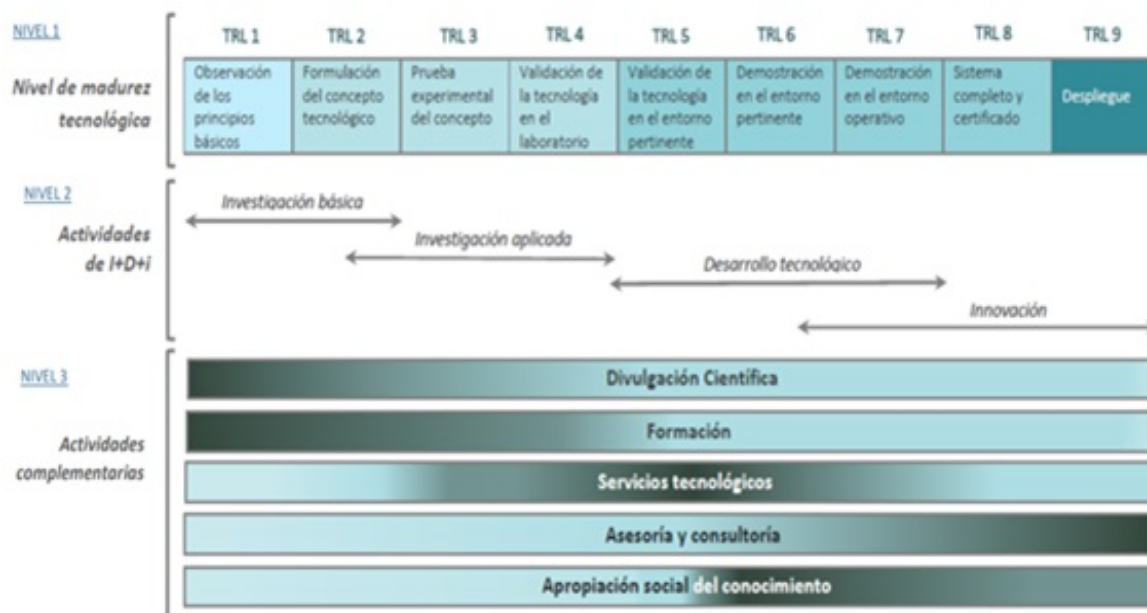 NIVEL 1
Nivel de madurez
tecnológica
TRL 1
TRL 2
TRL 3
TRL 4
TRL 5
TRL 6
TRL 7
TRL 8
TRL 9
Observación
de los
principios
básicos
Formulación
del concepto
tecnológico
Prueba
experimental
del concepto
Validación de
la tecnología
en el
laboratorio
Validación de
la tecnología
en el entorno
pertinente
Demostración
en el entorno
pertinente
Demostración
en el entorno
operativo
Sistema
completo y
certificado
Despliegue
NIVEL 2
Actividades
de I+D+i
Investigación básica
Investigación aplicada
Desarrollo tecnológico
Innovación
NIVEL 3
Actividades
complementarias
Divulgación Científica
Formación
Servicios tecnológicos
Asesoría y consultoría
Apropiación social del conocimiento